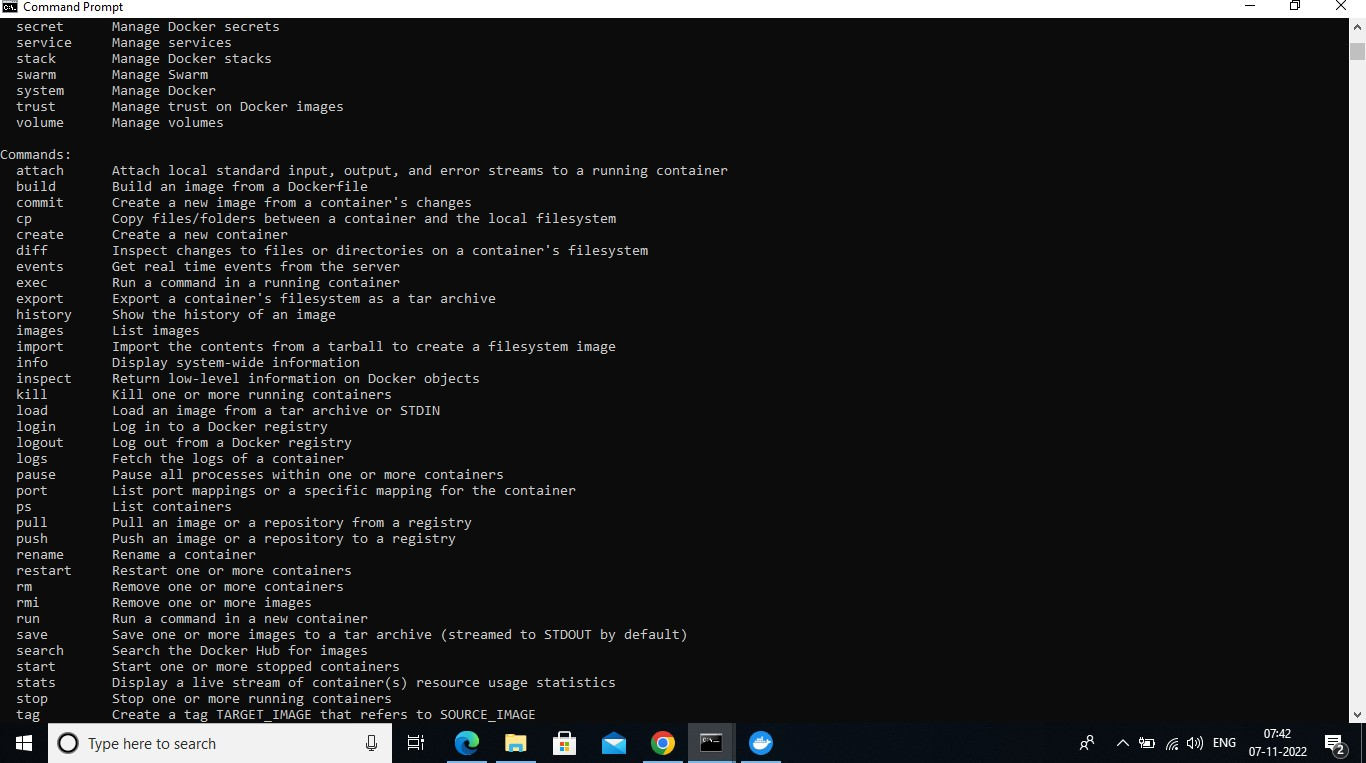 Command Prompt
secret Manage Docker secrets
service Manage services
stack Manage Docker stacks
swarm Manage Swarm
system Manage Docker
trust Manage trust on Docker images
volume Manage volumes
Commands:
attach Attach local standard input, output, and error streams to a running container
build Build an image from a Dockerfile
commit Create a new image from a container's changes
cp Copy files/folders between a container and the local filesystem
create Create a new container
diff Inspect changes to files or directories on a container's filesystem
events Get real time events from the server
exec Run a command in a running container
export Export a container's filesystem as a tar archive
history Show the history of an image
images List images
import Import the contents from a tarball to create a filesystem image
info Display system-wide information
inspect Return low-level information on Docker objects
kill Kill one or more running containers
load Load an image from a tar archive or STDIN
login Log in to a Docker registry
logout Log out from a Docker registry
logs Fetch the logs of a container
pause Pause all processes within one or more containers
port List port mappings or a specific mapping for the container
ps List containers
pull Pull an image or a repository from a registry
push Push an image or a repository to a registry
rename Rename a container
restart Restart one or more containers
rm Remove one or more containers
rmi Remove one or more images
run Run a command in a new container
save Save one or more images to a tar archive (streamed to STDOUT by default)
search Search the Docker Hub for images
start Start one or more stopped containers
stats Display a live stream of container(s) resource usage statistics
stop Stop one or more running containers
tag Create a tag TARGET_IMAGE that refers to SOURCE_IMAGE
Type here to search
ENG
07:42
07-11-2022
2